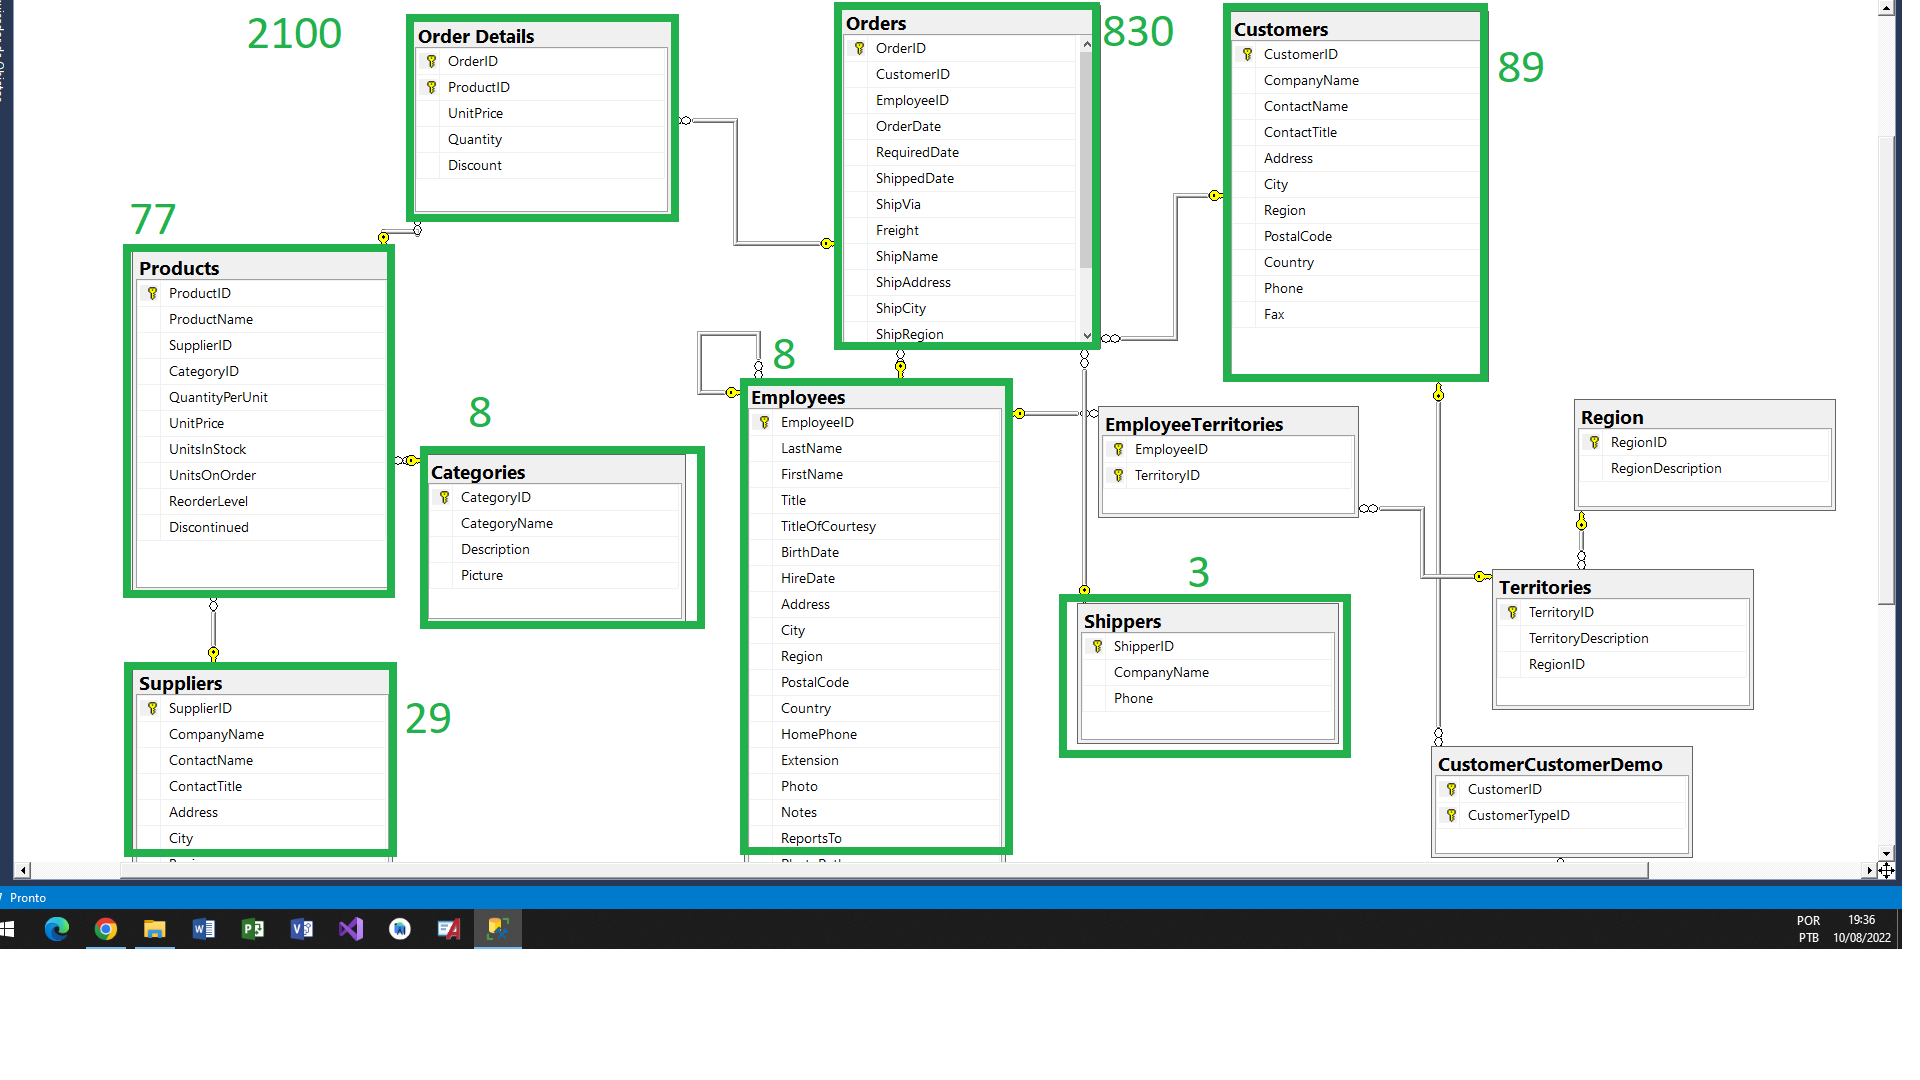 2100
Order Details
OrderID
ProductID
UnitPrice
Quantity
Discount
Orders
OrderID
CustomerID
EmployeeID
OrderDate
RequiredDate
ShippedDate
ShipVia
Freight
ShipName
ShipAddress
ShipCity
ShipRegion
830
Customers
CustomerID
CompanyName
ContactName
ContactTitle
Address
City
Region
PostalCode
Country
Phone
Fax
89
77
Products
ProductID
ProductName
SupplierID
CategoryID
QuantityPerUnit
UnitPrice
UnitsInStock
UnitsOnOrder
ReorderLevel
Discontinued
8
Categories
CategoryID
CategoryName
Description
Picture
8
Employees
EmployeeID
LastName
FirstName
Title
TitleOfCourtesy
BirthDate
HireDate
Address
City
Region
PostalCode
Country
HomePhone
Extension
Photo
Notes
ReportsTo
EmployeeTerritories
EmployeeID
TerritoryID
Region
RegionID
RegionDescription
3
Shippers
ShipperID
CompanyName
Phone
Territories
TerritoryID
TerritoryDescription
RegionID
Suppliers
SupplierID
CompanyName
ContactName
ContactTitle
Address
City
29
CustomerCustomerDemo
CustomerID
CustomerTypeID
Pronto
POR
PTB
19:36
10/08/2022